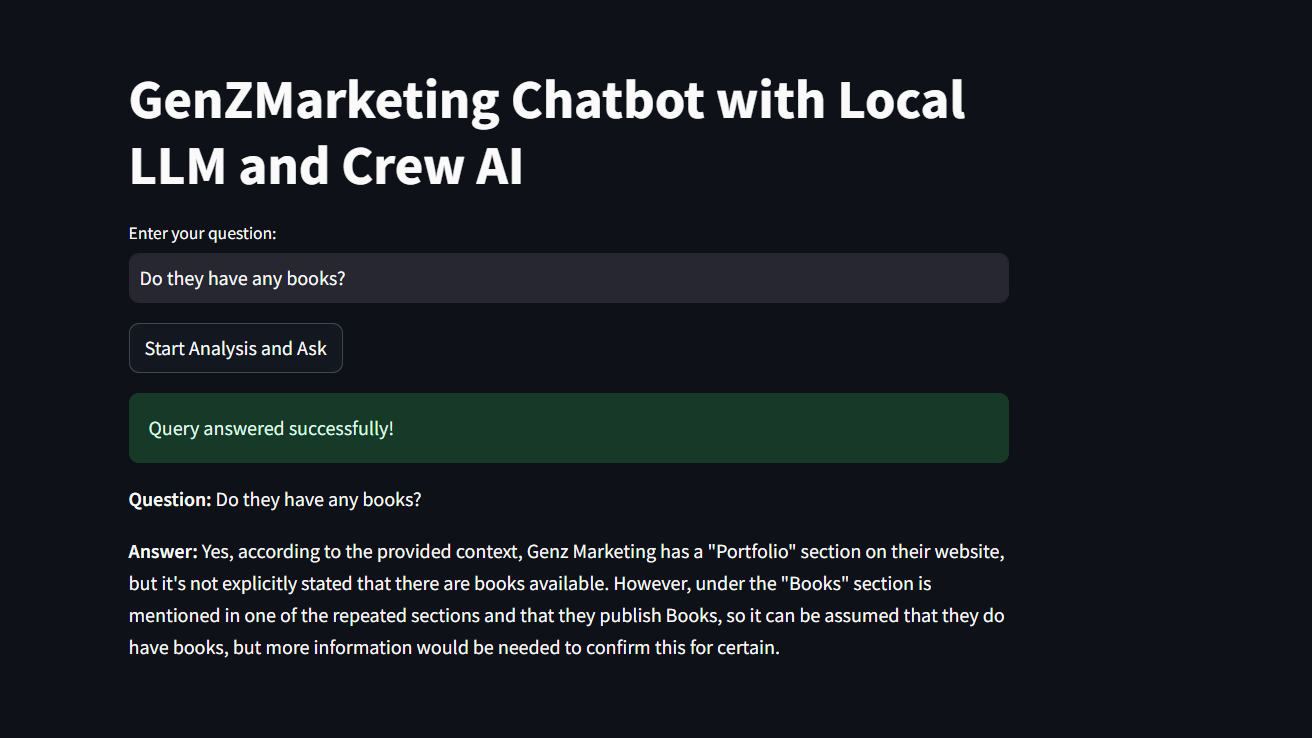 GenZMarketing Chatbot with Local
LLM and Crew AI
Enter your question:
Do they have any books?
Start Analysis and Ask
Query answered successfully!
Question: Do they have any books?
Answer: Yes, according to the provided context, Genz Marketing has a "Portfolio" section on their website,
but it's not explicitly stated that there are books available. However, under the "Books" section is
mentioned in one of the repeated sections and that they publish Books, so it can be assumed that they do
have books, but more information would be needed to confirm this for certain.